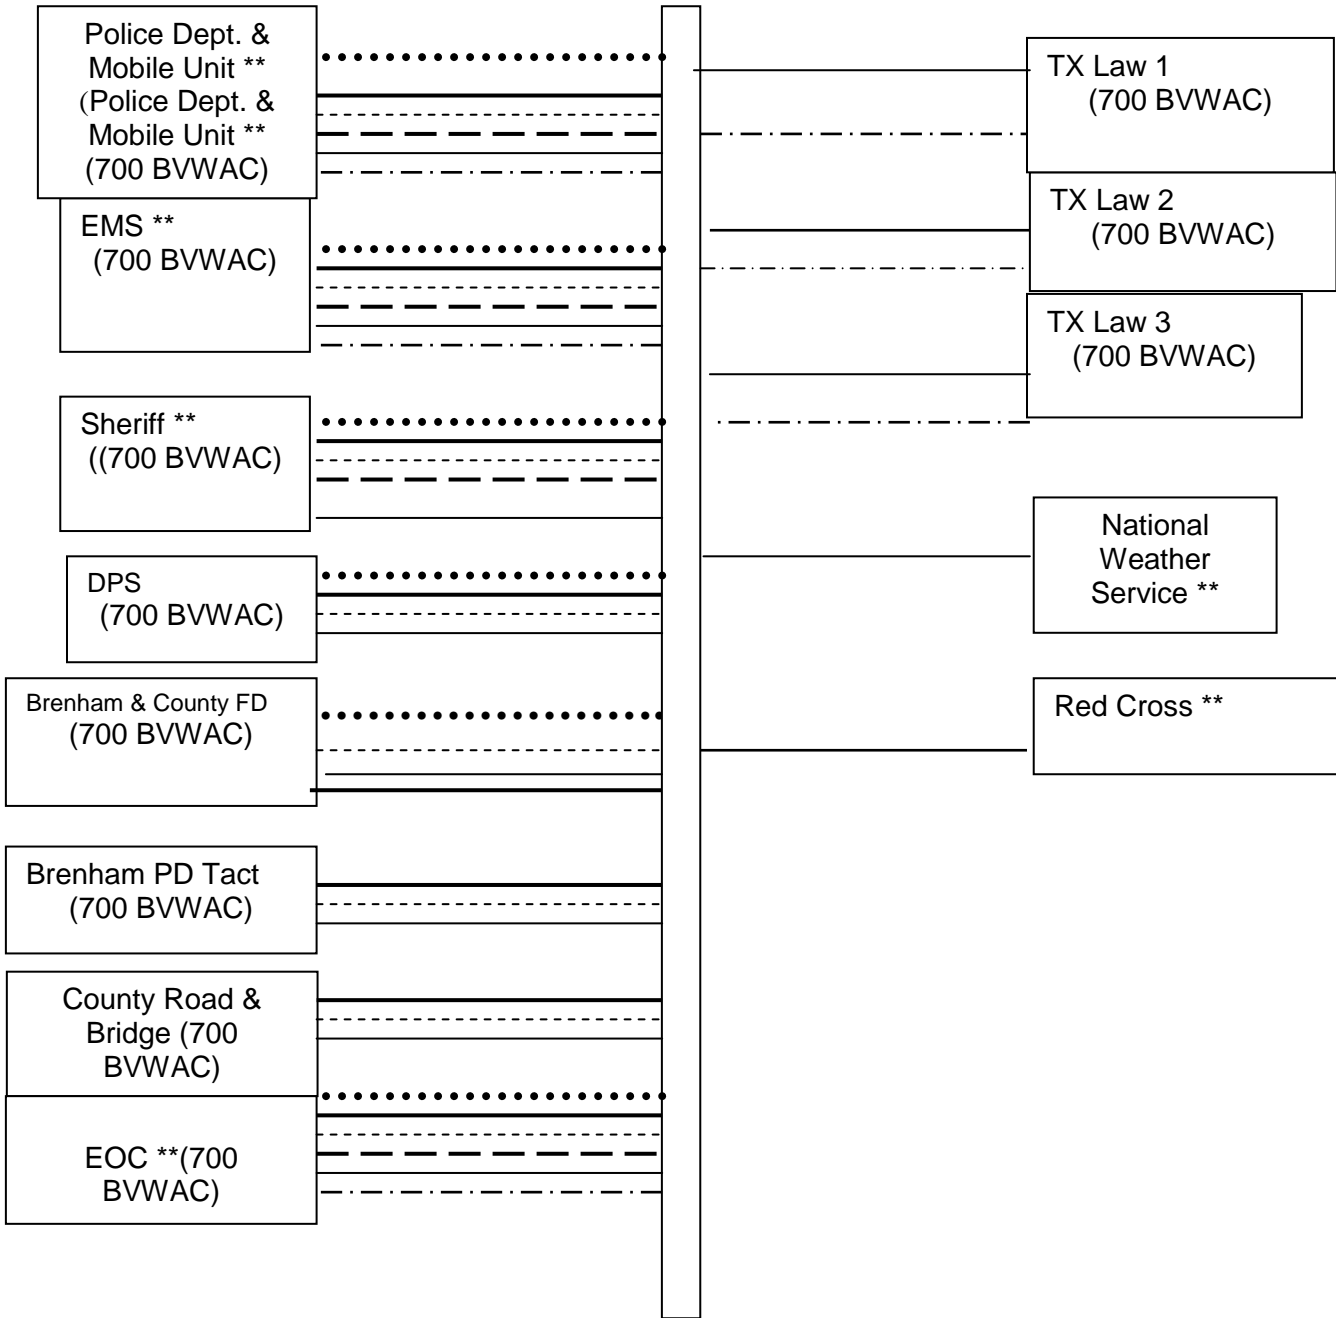 Police Dept. &
Mobile Unit **
(Police Dept. &
Mobile Unit **
(700 BVWAC)
EMS **
(700 BVWAC)
Sheriff **
((700 BVWAC)
DPS
(700 BVWAC)
Brenham & County FD
(700 BVWAC)
Brenham PD Tact
(700 BVWAC)
County Road &
Bridge (700
BVWAC)
EOC **(700
BVWAC)
TX Law 1
(700 BVWAC)
TX Law 2
(700 BVWAC)
TX Law 3
(700 BVWAC)
National
Weather
Service **
Red Cross **